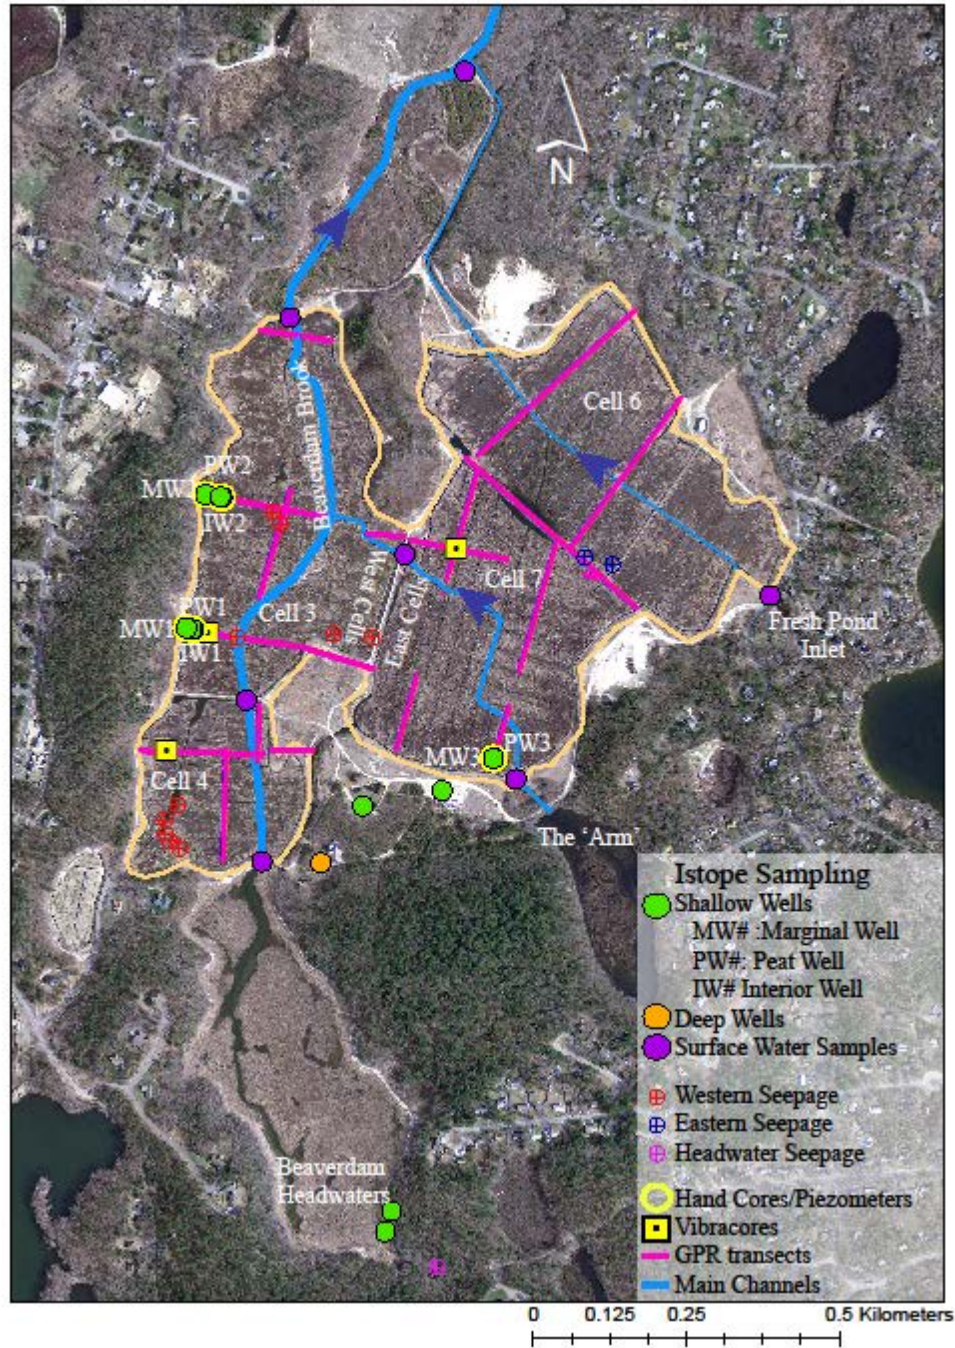 N
Cell 6
Beaverdam Brook
PW2
MW
IW2
West Cells
Cell 7
East Cells
PW1
Cell 3
MW1
IW1
Fresh Pond
Inlet
MW3
PW3
Cell 4
The ‘Arm’
Beaverdam
Headwaters
Istope Sampling
Shallow Wells
MW# :Marginal Well
PW#: Peat Well
IW# Interior Well
Deep Wells
Surface Water Samples
Western Seepage
Eastern Seepage
Headwater Seepage
Hand Cores/Piezometers
Vibracores
GPR transects
Main Channels
0 0.125 0.25 0.5 Kilometers